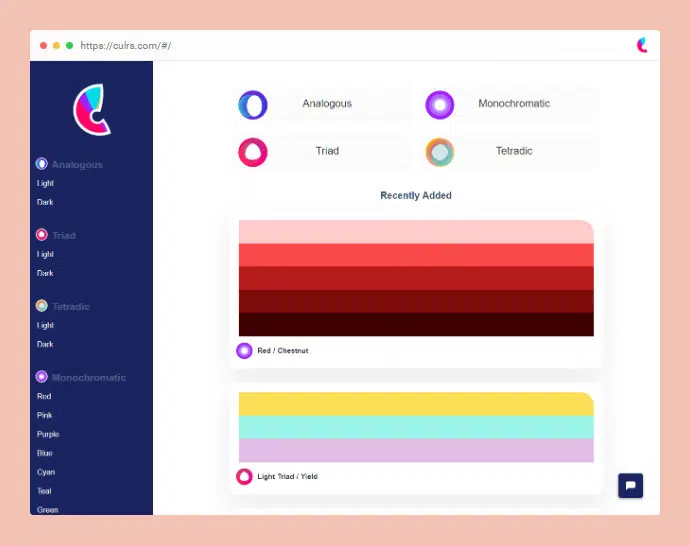 https://culrs.com/#/
Analogous
Light
Dark
Triad
Light
Dark
Tetradic
Light
Dark
Monochromatic
Red
Pink
Purple
Blue
Cyan
Teal
Green
Analogous
Monochromatic
Triad
Tetradic
Recently Added
Red / Chestnut
Light Triad / Yield